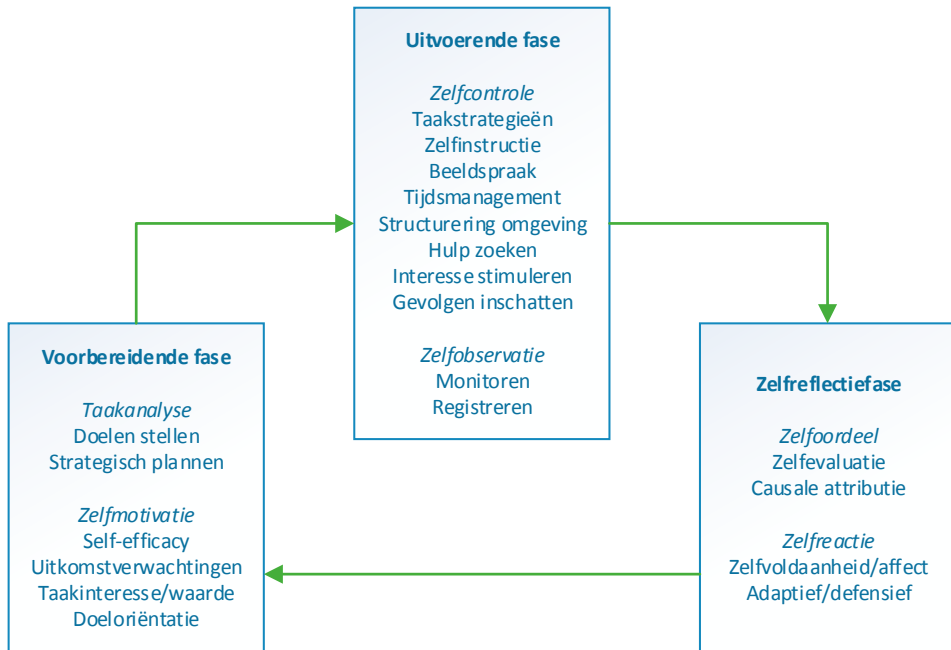 Uitvoerende fase
Zelfcontrole
Taakstrategieën
Zelfinstructie
Beeldspraak
Tijdsmanagement
Structurering omgeving
Hulp zoeken
Interesse stimuleren
Gevolgen inschatten
Zelfobservatie
Monitoren
Registreren
Voorbereidende fase
Taakanalyse
Doelen stellen
Strategisch plannen
Zelfmotivatie
Self-efficacy
Uitkomstverwachtingen
Taakinteresse/waarde
Doeloriëntatie
Zelfreflectiefase
Zelfoordeel
Zelfevaluatie
Causale attributie
Zelfreactie
Zelfvoldaanheid/affect
Adaptief/defensief